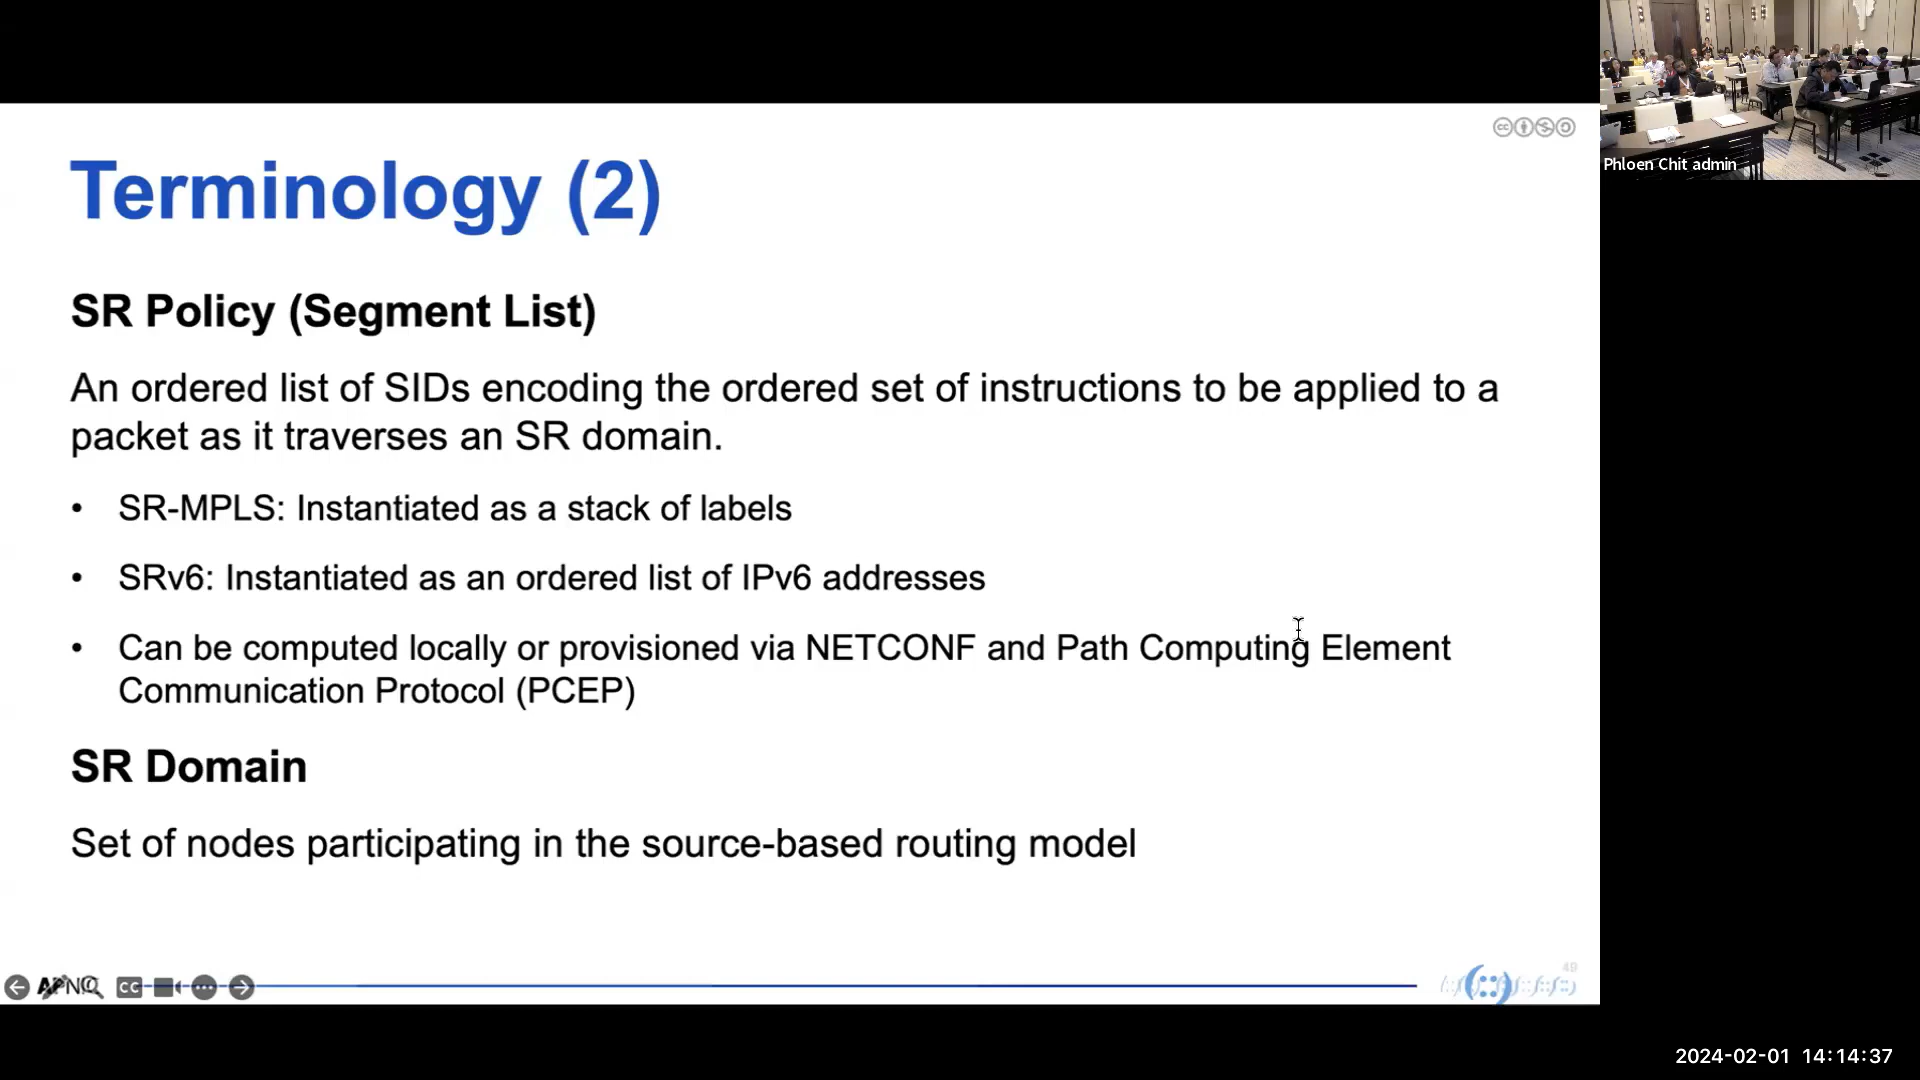 Terminology (2)
SR Policy (Segment List)
An ordered list of SIDs encoding the ordered set of instructions to be applied to a
packet as it traverses an SR domain.
• SR-MPLS: Instantiated as a stack of labels
• SRv6: Instantiated as an ordered list of IPv6 addresses
• Can be computed locally or provisioned via NETCONF and Path Computing Element
Communication Protocol (PCEP)
SR Domain
Set of nodes participating in the source-based routing model
APNIC
CC
49
Phloen Chit admin
2024-02-01 14:14:37